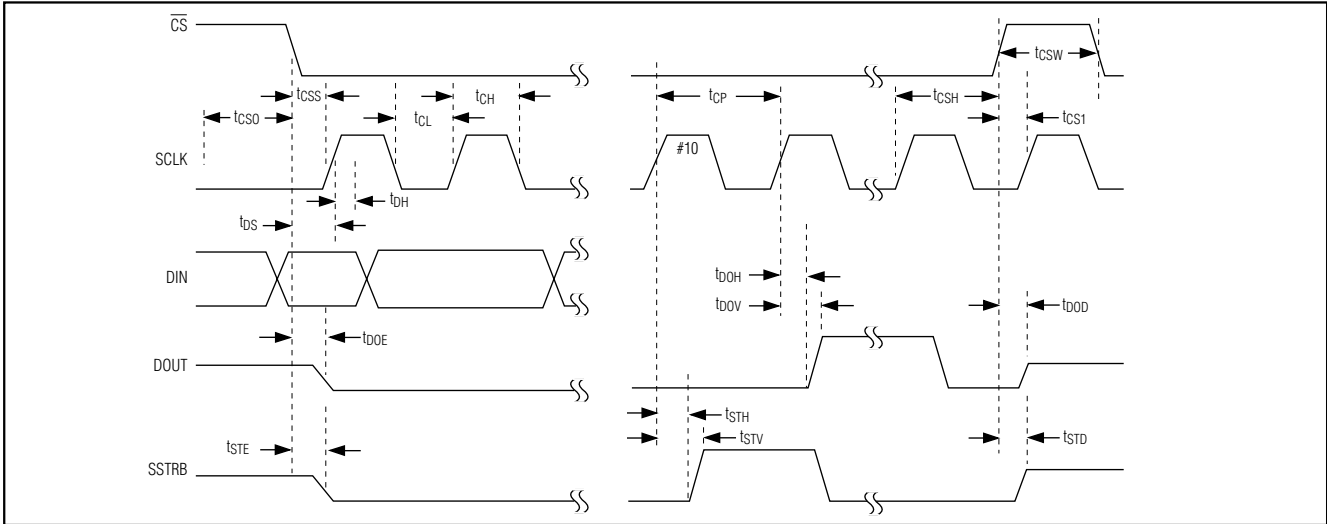 CS
tCSW
tCSS
tCH
tCP
tCSH
tCSO
tCL
tCS1
SCLK
#10
tDH
tDS
DIN
tDOH
tDOV
tDOD
tDOE
DOUT
tSTH
tSTE
tSTV
tSTD
SSTRB